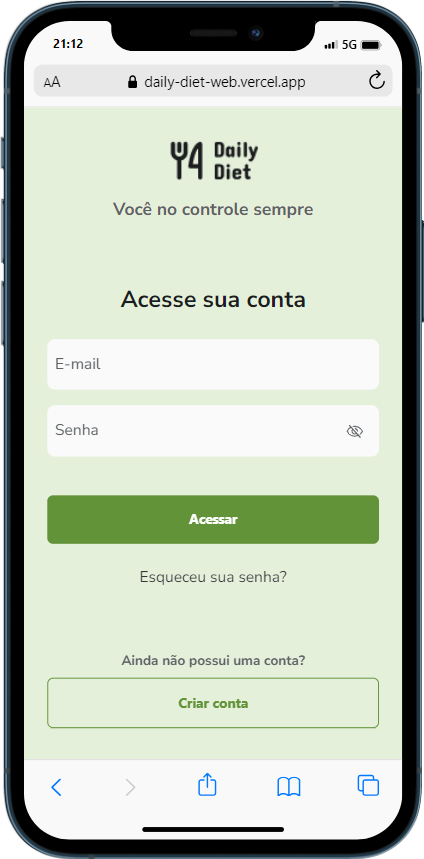 21:12
5G
AA
daily-diet-web.vercel.app
Daily
Diet
Você no controle sempre
Acesse sua conta
E-mail
Senha
Acessar
Esqueceu sua senha?
Ainda não possui uma conta?
Criar conta